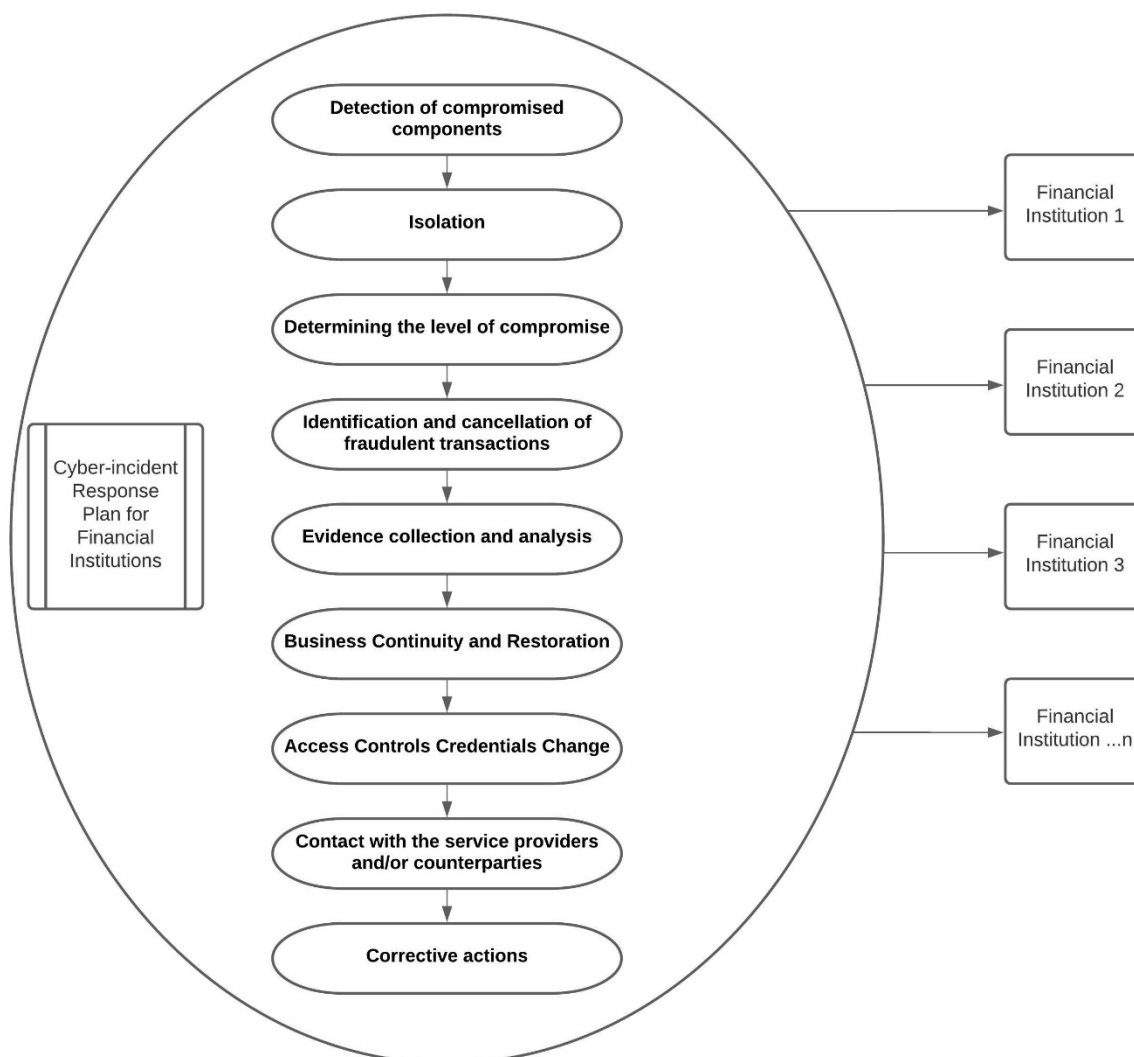 Detection of compromised
components
Isolation
Determining the level of compromise
Identification and cancellation of
fraudulent transactions
Evidence collection and analysis
Business Continuity and Restoration
Access Controls Credentials Change
Contact with the service providers
and/or counterparties
Corrective actions
Cyber-incident
Response
Plan for
Financial
Institutions
Financial
Institution 1
Financial
Institution 2
Financial
Institution 3
Financial
Institution ...n